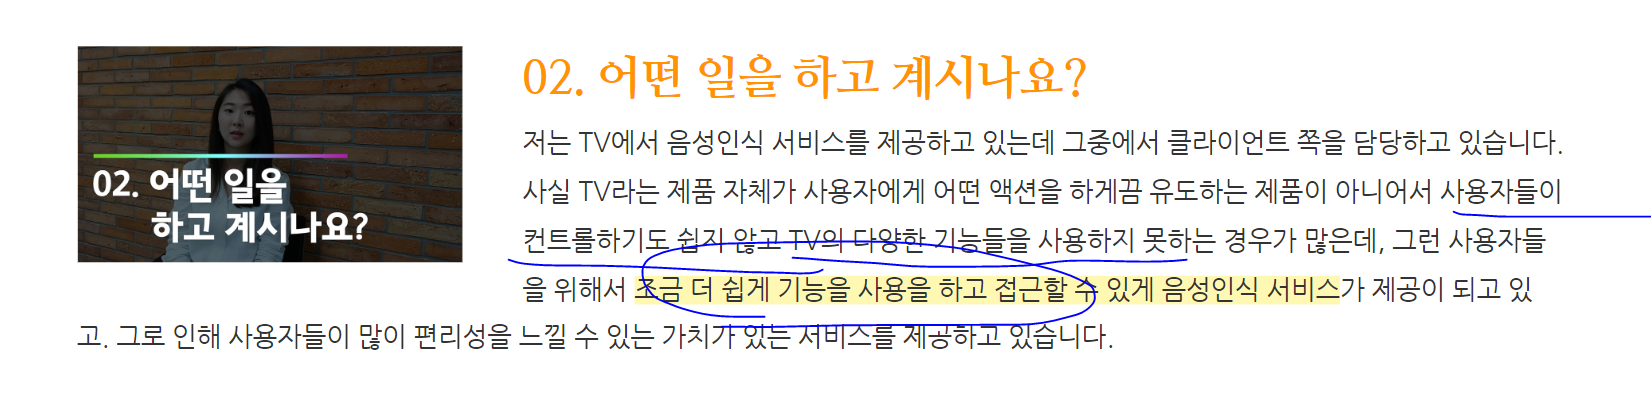 02. 어떤 일을
하고 계시나요?
02. 어떤 일을 하고 계시나요?
저는 TV에서 음성인식 서비스를 제공하고 있는데 그중에서 클라이언트 쪽을 담당하고 있습니다.
사실 TV라는 제품 자체가 사용자에게 어떤 액션을 하게끔 유도하는 제품이 아니어서 사용자들이
컨트롤하기도 쉽지 않고 TV의 다양한 기능들을 사용하지 못하는 경우가 많은데, 그런 사용자들
을 위해서 조금 더 쉽게 기능을 사용을 하고 접근할 수 있게 음성인식 서비스가 제공이 되고 있
고. 그로 인해 사용자들이 많이 편리성을 느낄 수 있는 가치가 있는 서비스를 제공하고 있습니다.